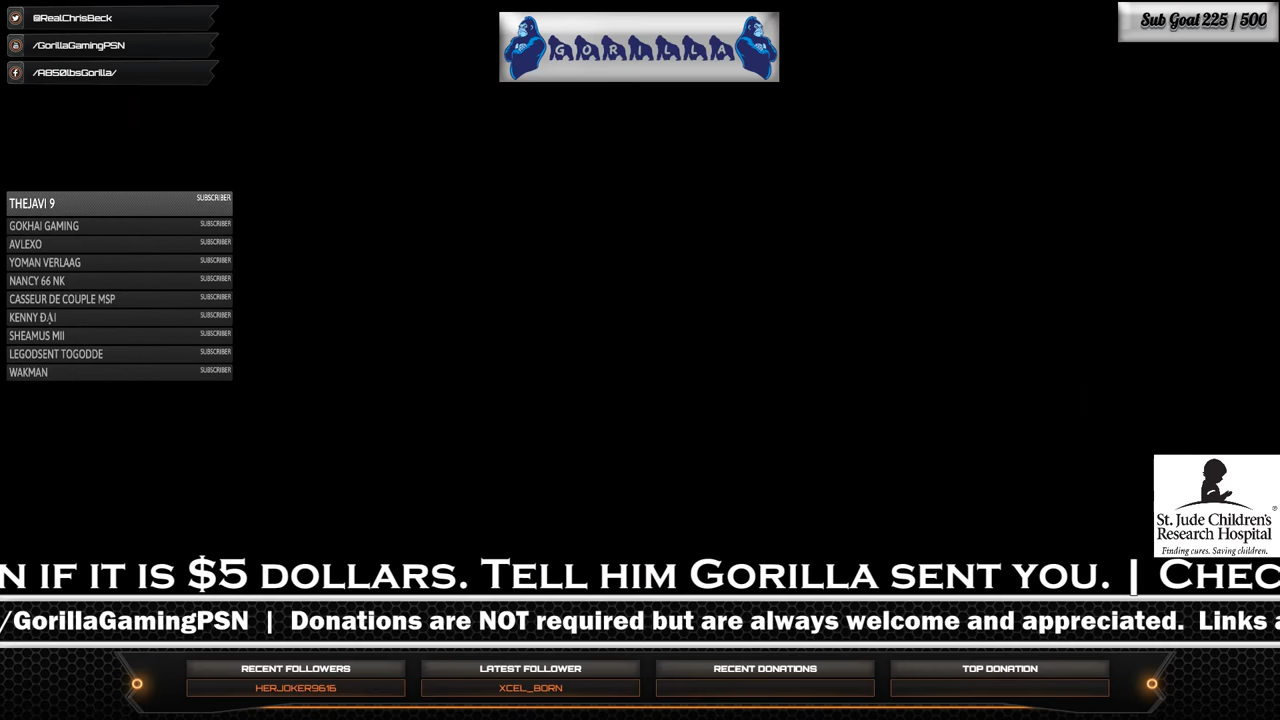 @RealChrisBeck
/GorillaGamingPSN
/A850lbsGorilla/
GORILLA
Sub Goal 225 / 500
THEJAVI 9 SUBSCRIBER
GOKHAI GAMING SUBSCRIBER
AVLEXO SUBSCRIBER
YOMAN VERLAAG SUBSCRIBER
NANCY 66 NK SUBSCRIBER
CASSEUR DE COUPLE MSP SUBSCRIBER
KENNY ĐẠI SUBSCRIBER
SHEAMUS MII SUBSCRIBER
LEGODSENT TOGODDE SUBSCRIBER
WAKMAN SUBSCRIBER
St. Jude Children's
Research Hospital
Finding cures. Saving children.
N IF IT IS $5 DOLLARS. TELL HIM GORILLA SENT YOU. | CHEC
/GorillaGamingPSN | Donations are NOT required but are always welcome and appreciated. Links a
RECENT FOLLOWERS LATEST FOLLOWER RECENT DONATIONS TOP DONATION
HERJOKER9616 XCEL_BORN